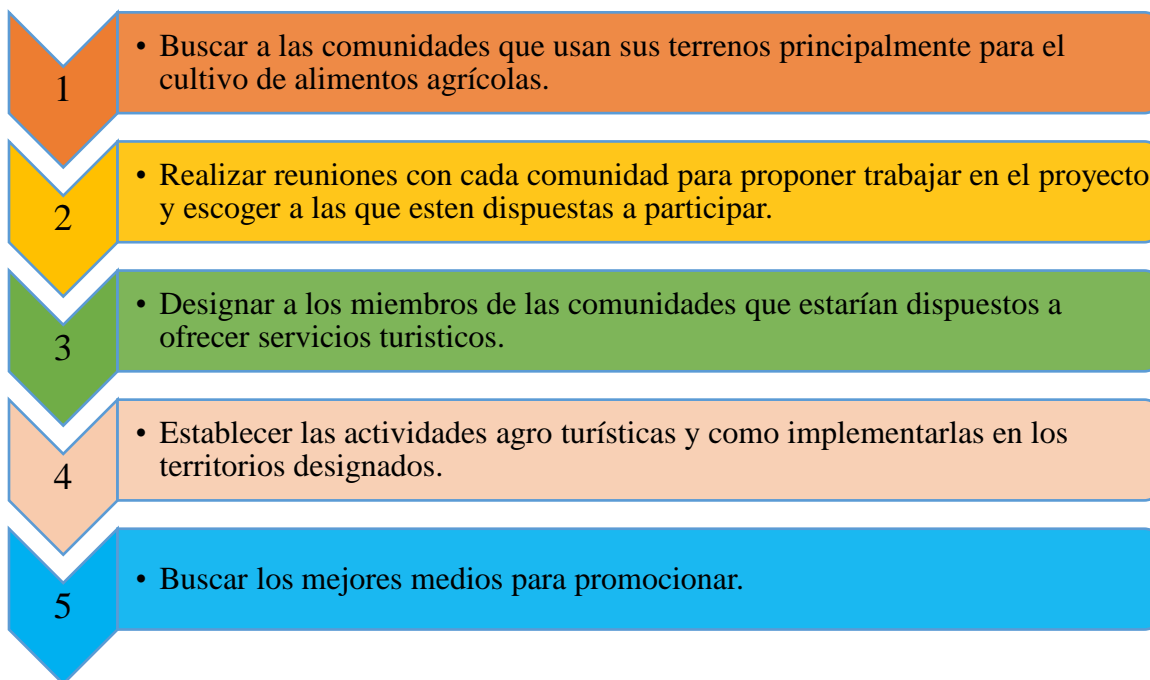 1
• Buscar a las comunidades que usan sus terrenos principalmente para el
cultivo de alimentos agrícolas.
2
• Realizar reuniones con cada comunidad para proponer trabajar en el proyecto
y escoger a las que esten dispuestas a participar.
3
• Designar a los miembros de las comunidades que estarían dispuestos a
ofrecer servicios turisticos.
4
• Establecer las actividades agro turísticas y como implementarlas en los
territorios designados.
5
• Buscar los mejores medios para promocionar.